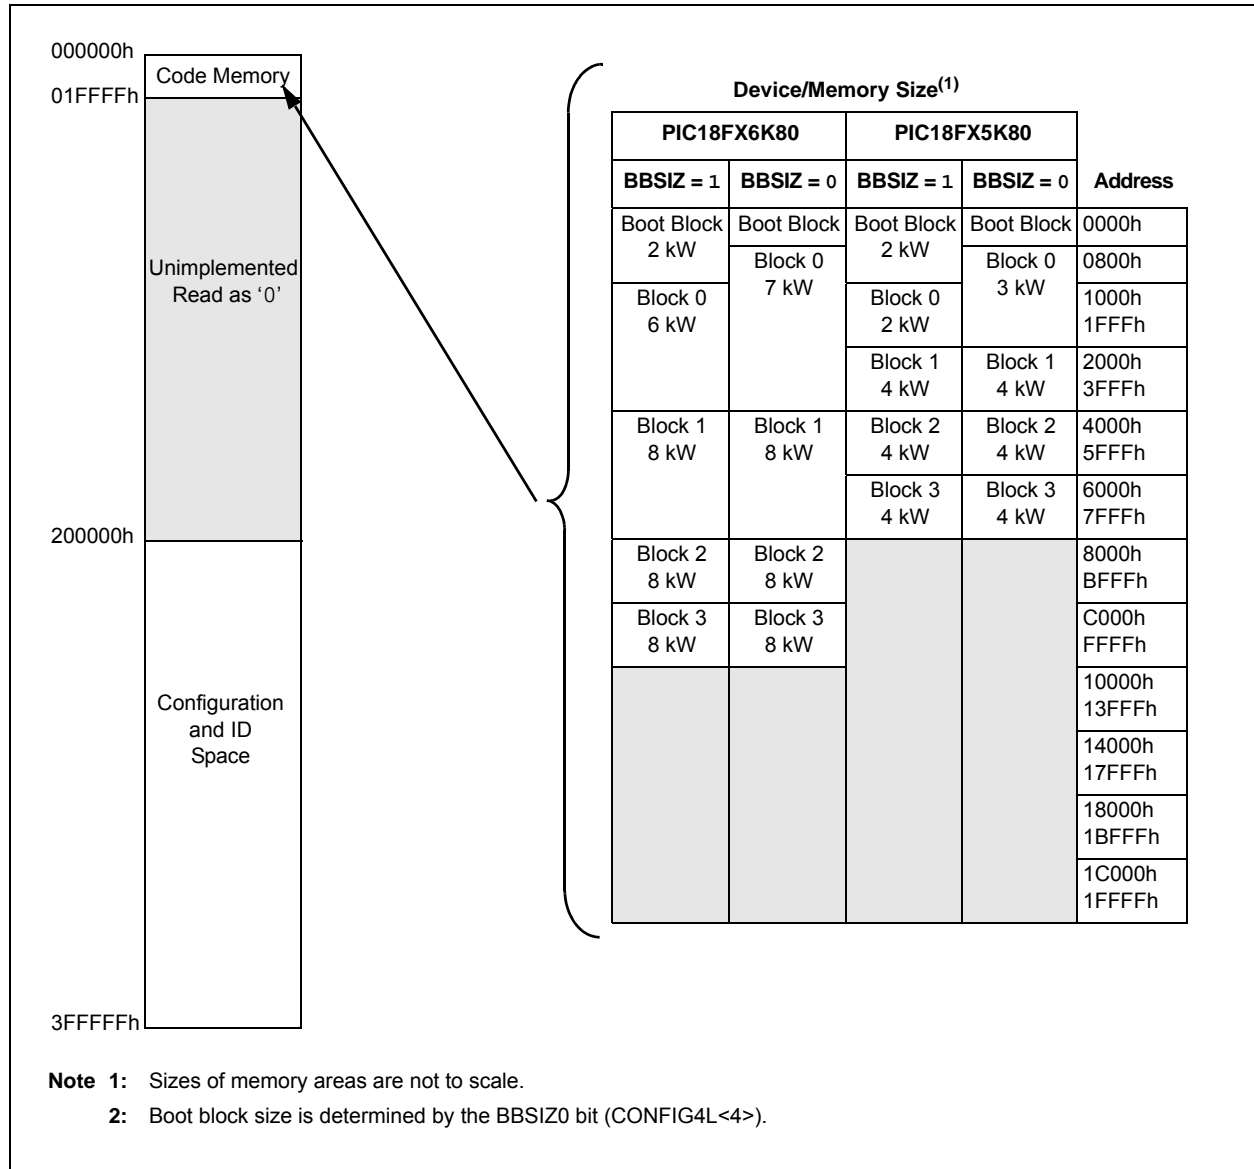 000000h
Code Memory
01FFFFh
Unimplemented
Read as ‘0’
200000h
Configuration
and ID
Space
3FFFFFh
Device/Memory Size(1)
PIC18FX6K80 PIC18FX5K80
BBSIZ = 1 BBSIZ = 0 BBSIZ = 1 BBSIZ = 0 Address
Boot Block Boot Block Boot Block Boot Block 0000h
2 kW 2 kW
Block 0 Block 0 0800h
7 kW 3 kW
Block 0 Block 0 1000h
6 kW 2 kW 1FFFh
Block 1 Block 1 2000h
4 kW 4 kW 3FFFh
Block 1 Block 1 Block 2 Block 2 4000h
8 kW 8 kW 4 kW 4 kW 5FFFh
Block 3 Block 3 6000h
4 kW 4 kW 7FFFh
Block 2 Block 2 8000h
8 kW 8 kW BFFFh
Block 3 Block 3 C000h
8 kW 8 kW FFFFh
10000h
13FFFh
14000h
17FFFh
18000h
1BFFFh
1C000h
1FFFFh
Note 1: Sizes of memory areas are not to scale.
2: Boot block size is determined by the BBSIZ0 bit (CONFIG4L<4>).